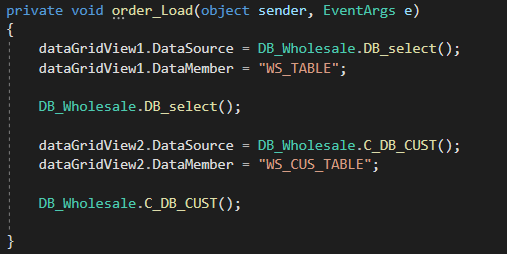 private void order_Load(object sender, EventArgs e)
{
dataGridView1.DataSource = DB_Wholesale.DB_select();
dataGridView1.DataMember = "WS_TABLE";
DB_Wholesale.DB_select();
dataGridView2.DataSource = DB_Wholesale.C_DB_CUST();
dataGridView2.DataMember = "WS_CUS_TABLE";
DB_Wholesale.C_DB_CUST();
}